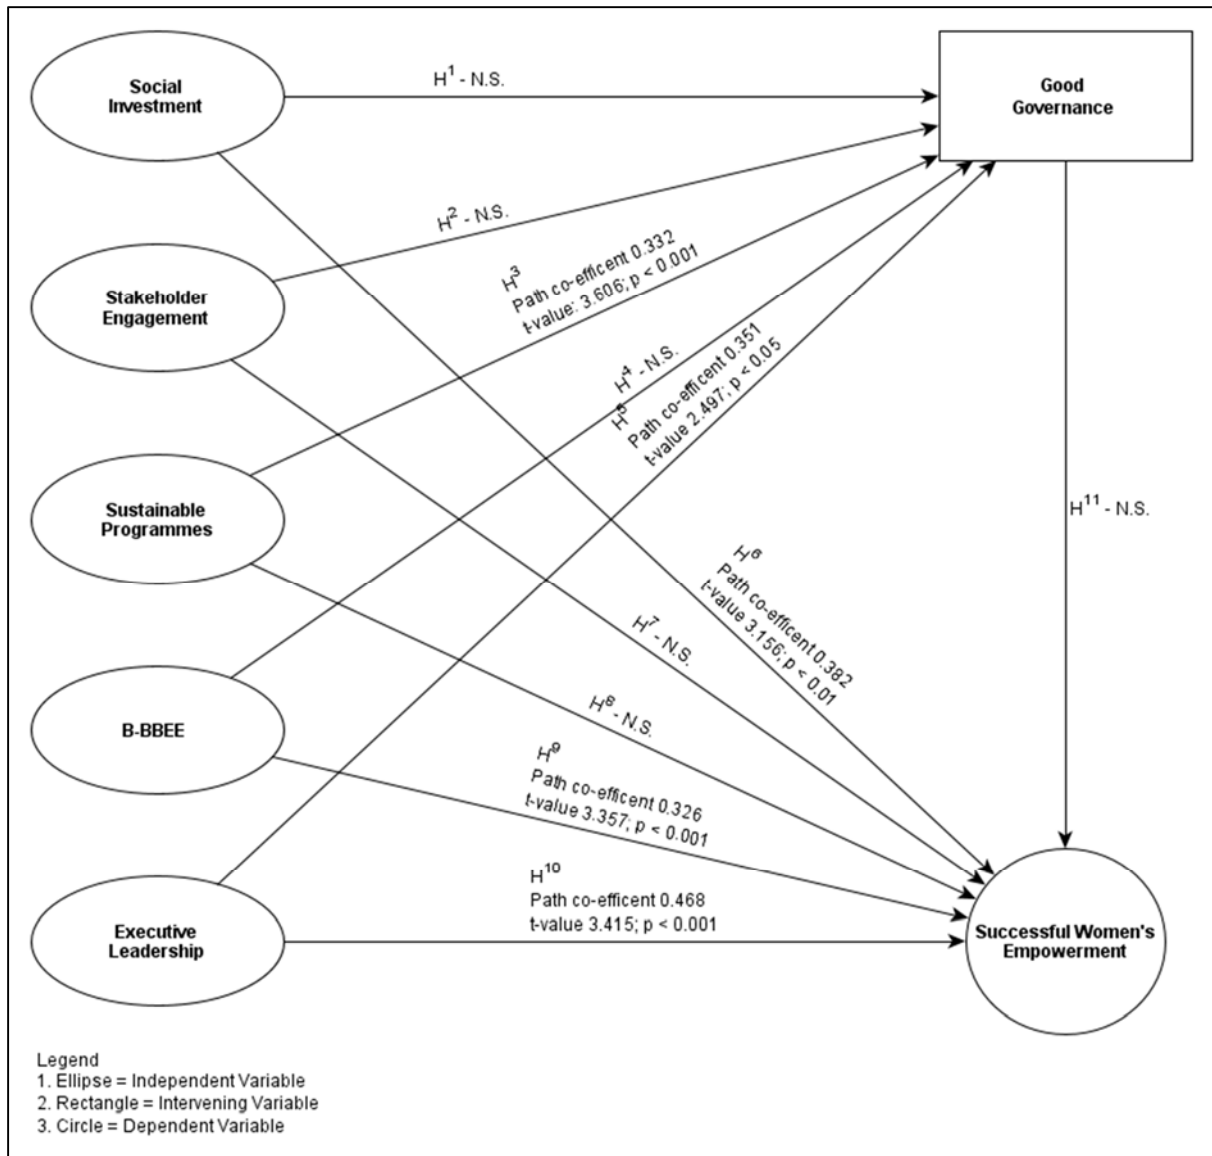 Social
Investment
H1 - N.S.
Good
Governance
H2 - N.S.
Stakeholder
Engagement
H3
Path co-efficent 0.332
t-value: 3.606; p < 0.001
H4 - N.S.
H5
Path co-efficent 0.351
t-value 2.497; p < 0.05
Sustainable
Programmes
H11 - N.S.
H6
Path co-efficent 0.382
t-value 3.156; p < 0.01
H7 - N.S.
H8 - N.S.
B-BBEE
H9
Path co-efficent 0.326
t-value 3.357; p < 0.001
H10
Path co-efficent 0.468
t-value 3.415; p < 0.001
Executive
Leadership
Successful Women's
Empowerment
Legend
1. Ellipse = Independent Variable
2. Rectangle = Intervening Variable
3. Circle = Dependent Variable